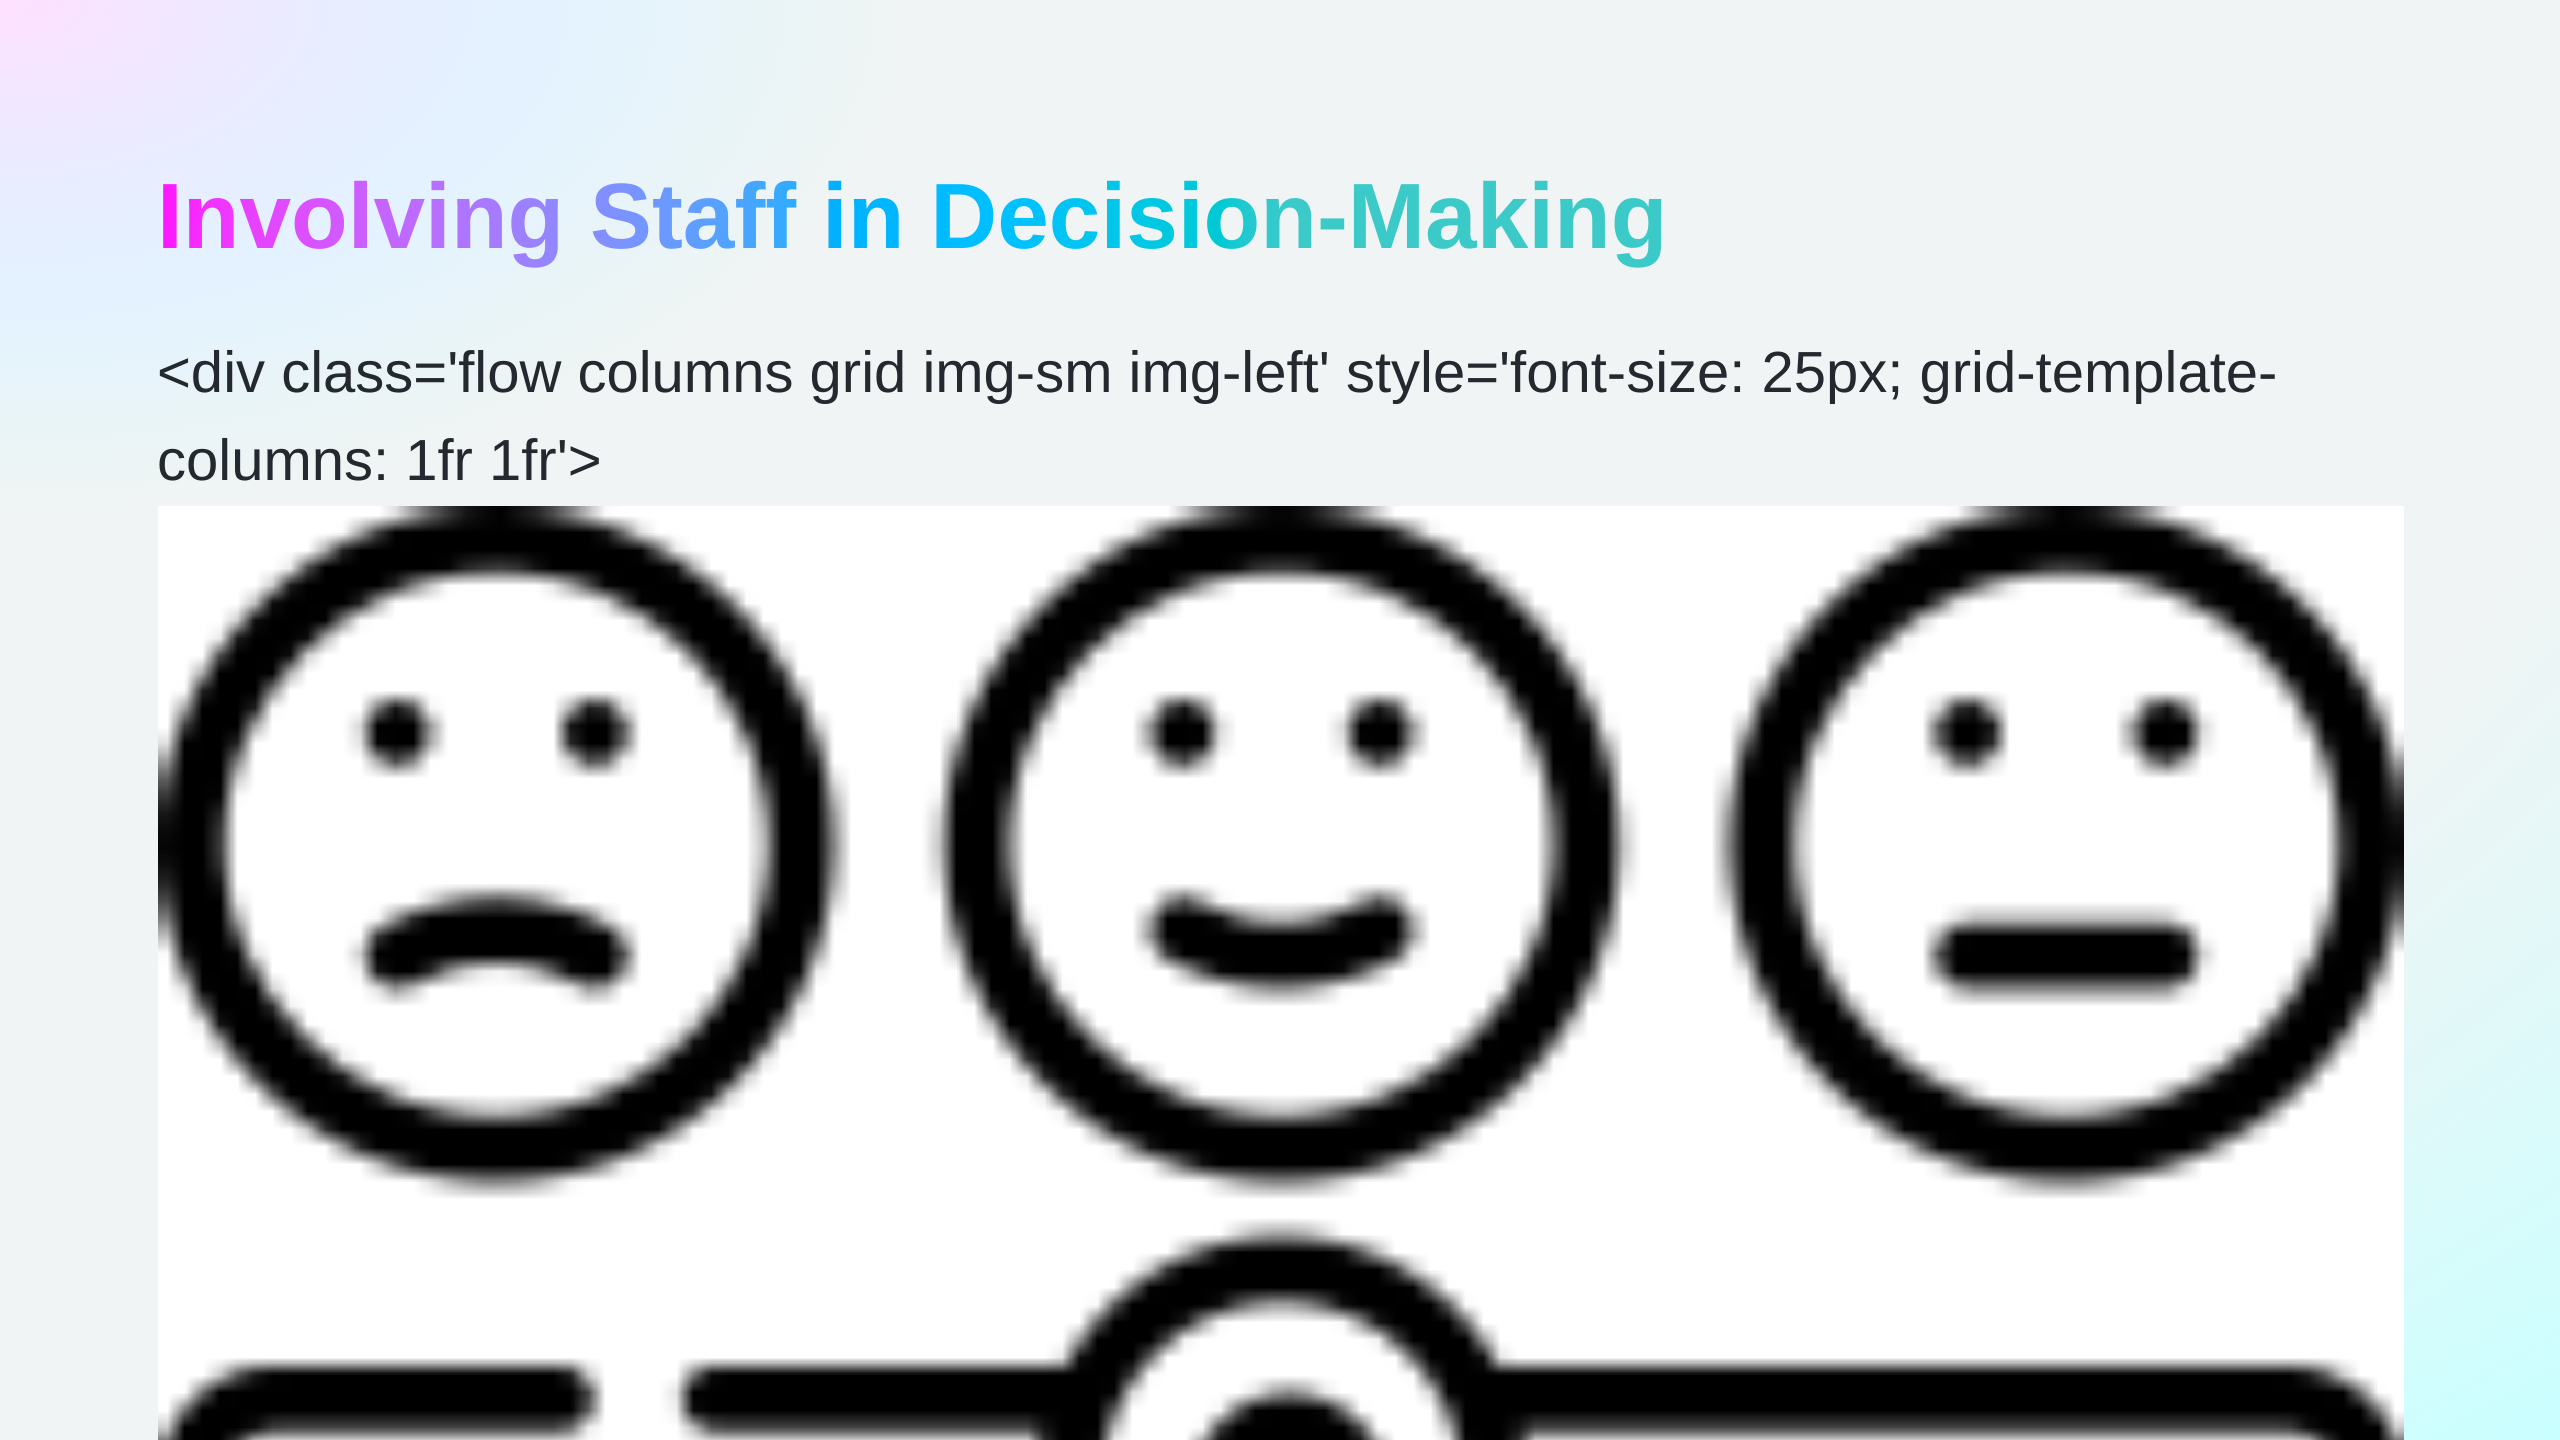 Involving Staff in Decision-Making
<div class='flow columns grid img-sm img-left' style='font-size: 25px; grid-template-
columns: 1fr 1fr'>